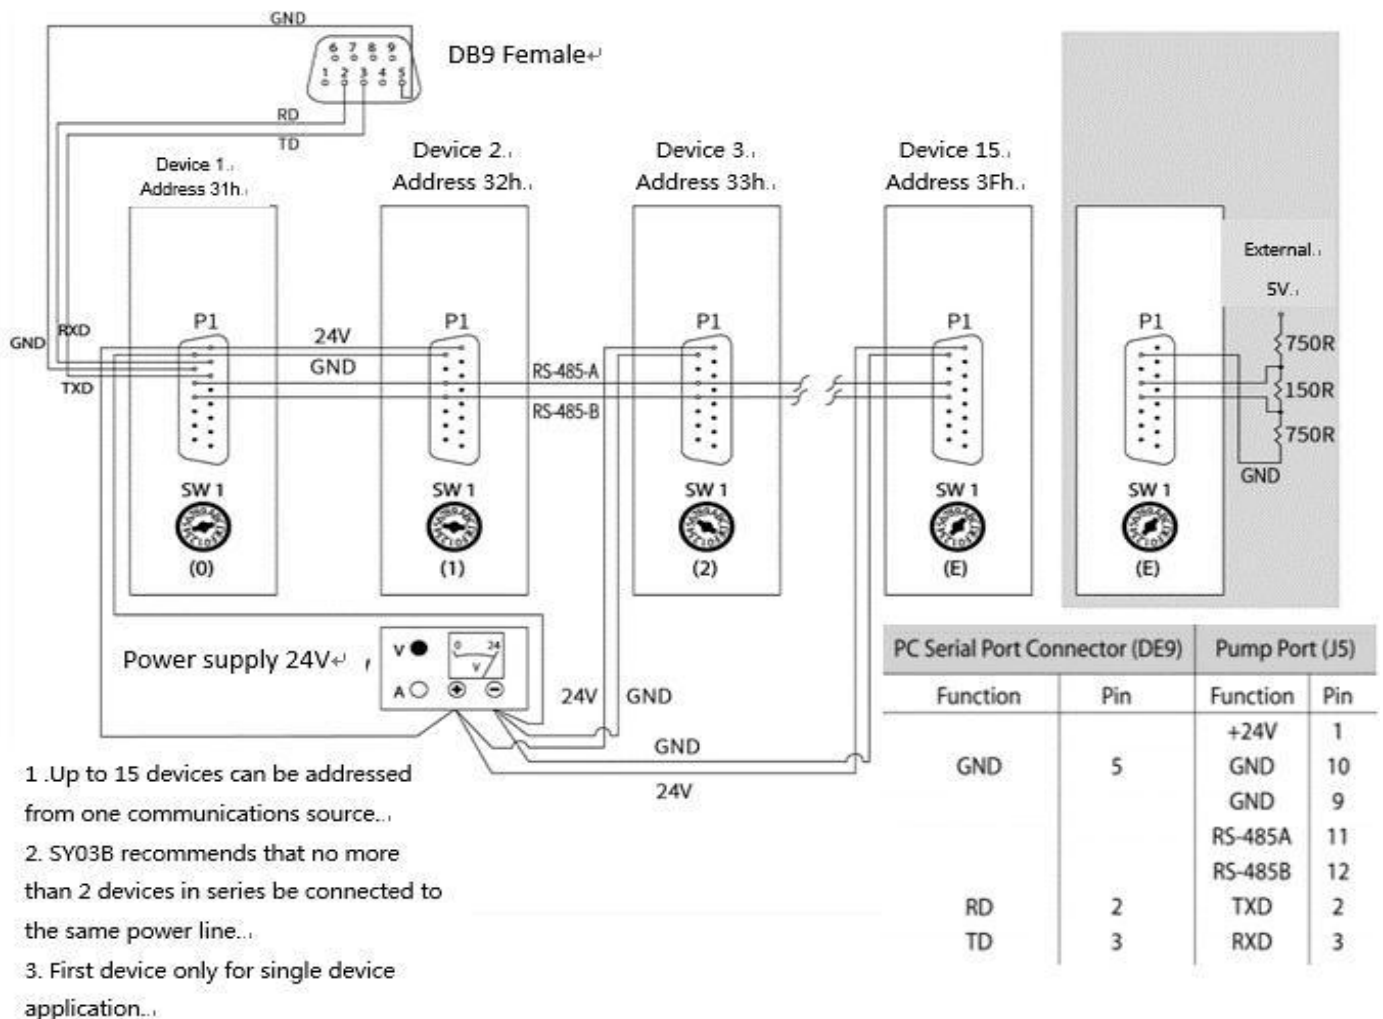 GND
DB9 Female↵
6 7 8 9
1 2 3 4 5
RD
TD
Device 1.
Address 31h.
Device 2.
Address 32h.
Device 3.
Address 33h.
Device 15.
Address 3Fh.
External.
5V.
P1
P1
P1
P1
P1
RXD
GND
TXD
24V
GND
RS-485-A
RS-485-B
750R
150R
750R
GND
SW 1
SW 1
SW 1
SW 1
SW 1
(0)
(1)
(2)
(E)
(E)
Power supply 24V↵
V
0 24
V
A
+ −
24V
GND
GND
24V
PC Serial Port Connector (DE9) Pump Port (J5)
Function Pin Function Pin
+24V 1
GND 5 GND 10
GND 9
RS-485A 11
RS-485B 12
RD 2 TXD 2
TD 3 RXD 3
1 .Up to 15 devices can be addressed
from one communications source..
2. SY03B recommends that no more
than 2 devices in series be connected to
the same power line..
3. First device only for single device
application..